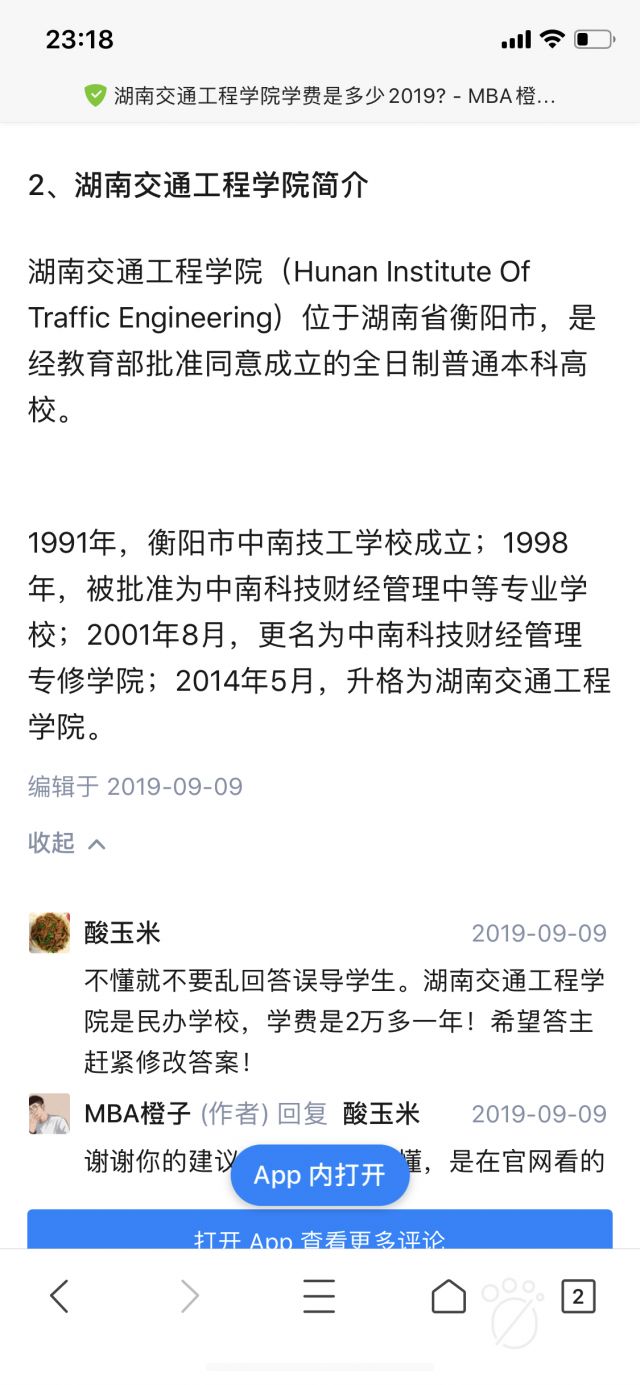 23:18
湖南交通工程学院学费是多少2019? - MBA橙...
2、湖南交通工程学院简介
湖南交通工程学院（Hunan Institute Of
Traffic Engineering）位于湖南省衡阳市，是
经教育部批准同意成立的全日制普通本科高
校。
1991年，衡阳市中南技工学校成立；1998
年，被批准为中南科技财经管理中等专业学
校；2001年8月，更名为中南科技财经管理
专修学院；2014年5月，升格为湖南交通工程
学院。
编辑于 2019-09-09
收起
酸玉米 2019-09-09
不懂就不要乱回答误导学生。湖南交通工程学
院是民办学校，学费是2万多一年！希望答主
赶紧修改答案！
MBA橙子 (作者) 回复 酸玉米 2019-09-09
谢谢你的建议 懂，是在官网看的
App 内打开
打开 App 查看更多评论
2